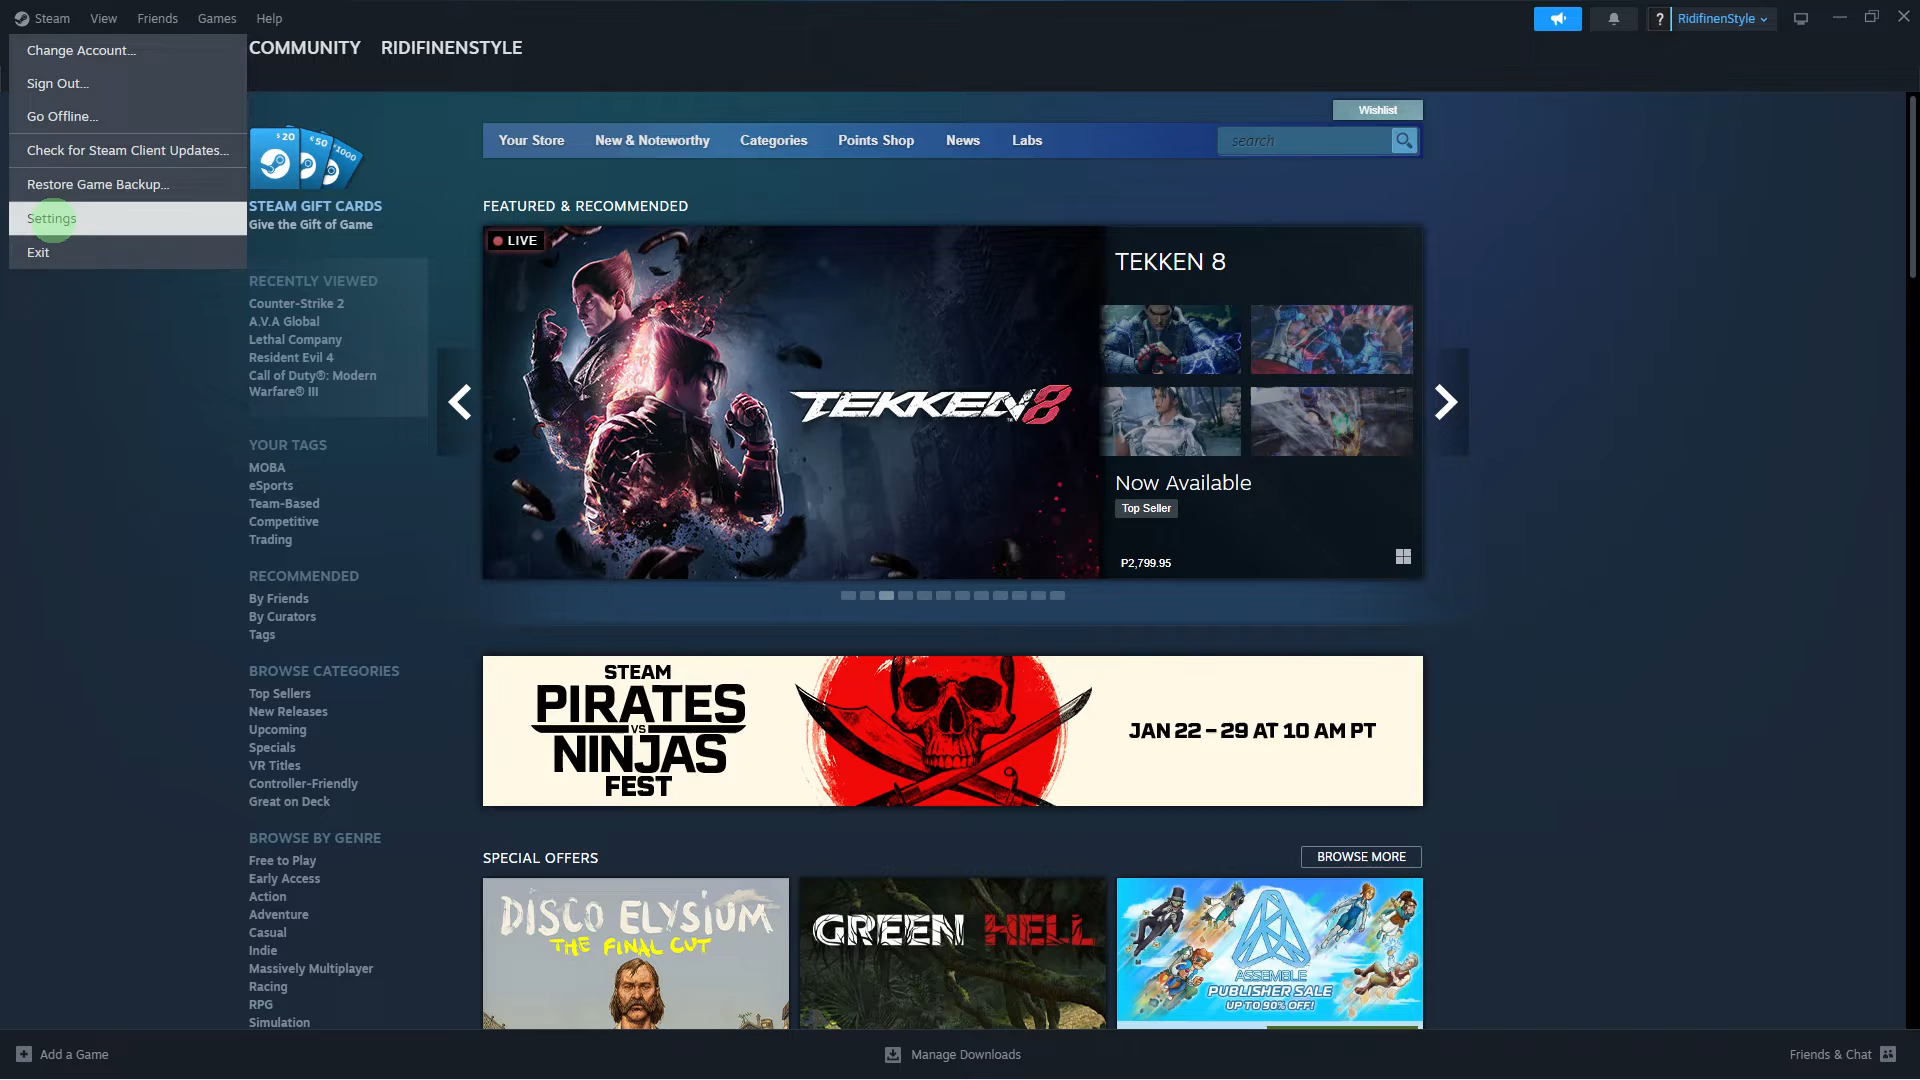 Steam View Friends Games Help
? RidifinenStyle
COMMUNITY RIDIFINENSTYLE
Change Account...
Sign Out...
Go Offline...
Check for Steam Client Updates...
Restore Game Backup...
Settings
Exit
$20 €50 ¥1000
STEAM GIFT CARDS
Give the Gift of Game
RECENTLY VIEWED
Counter-Strike 2
A.V.A Global
Lethal Company
Resident Evil 4
Call of Duty®: Modern
Warfare® III
YOUR TAGS
MOBA
eSports
Team-Based
Competitive
Trading
RECOMMENDED
By Friends
By Curators
Tags
BROWSE CATEGORIES
Top Sellers
New Releases
Upcoming
Specials
VR Titles
Controller-Friendly
Great on Deck
BROWSE BY GENRE
Free to Play
Early Access
Action
Adventure
Casual
Indie
Massively Multiplayer
Racing
RPG
Simulation
Wishlist
Your Store New & Noteworthy Categories Points Shop News Labs search
FEATURED & RECOMMENDED
LIVE
TEKKEN 8
TEKKEN 8
Now Available
Top Seller
P2,799.95
STEAM
PIRATES
VS
NINJAS
FEST
JAN 22 – 29 AT 10 AM PT
SPECIAL OFFERS
BROWSE MORE
DISCO ELYSIUM
THE FINAL CUT
GREEN HELL
ASSEMBLE
PUBLISHER SALE
UP TO 90% OFF!
Add a Game
Manage Downloads
Friends & Chat